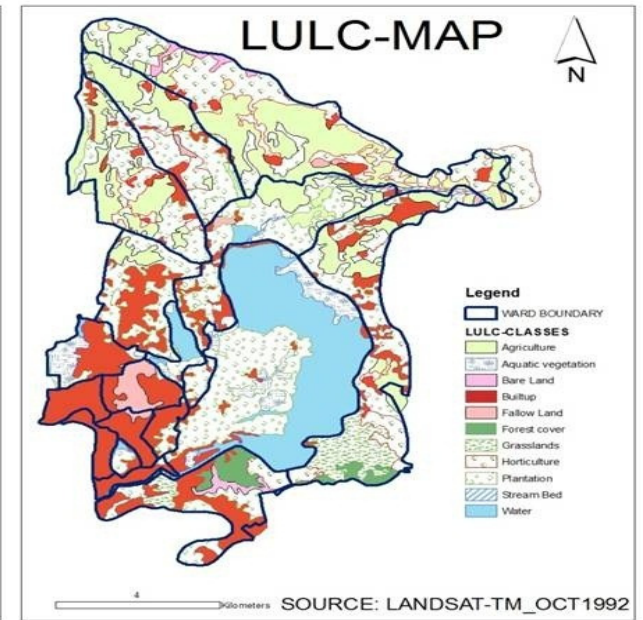 LULC-MAP
N
Legend
WARD BOUNDARY
LULC-CLASSES
Agriculture
Aquatic vegetation
Bare Land
Builtup
Fallow Land
Forest cover
Grasslands
Horticulture
Plantation
Stream Bed
Water
4
Kilometers
SOURCE: LANDSAT-TM_OCT1992